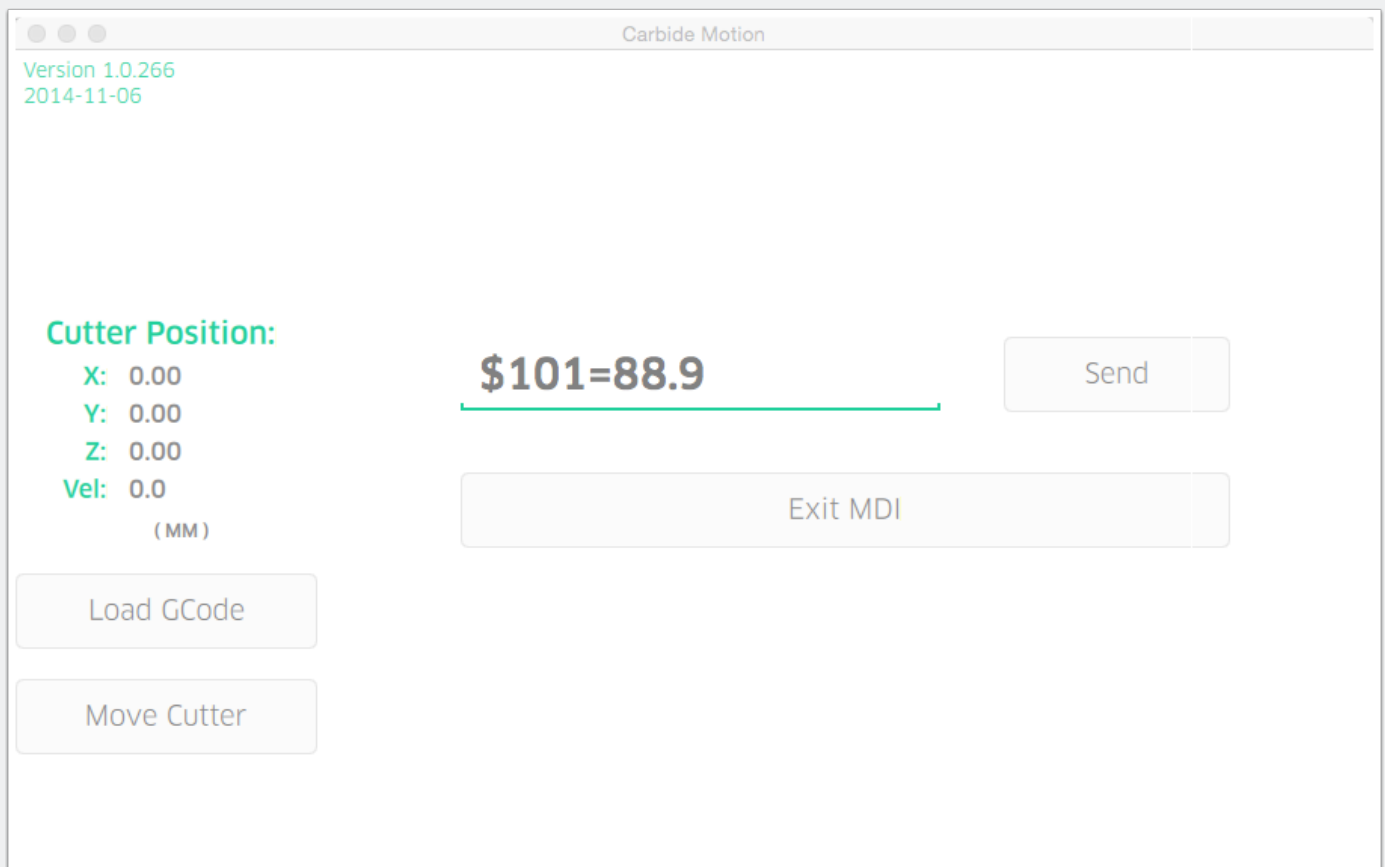 Carbide Motion
Version 1.0.266
2014-11-06
Cutter Position:
X: 0.00
Y: 0.00
Z: 0.00
Vel: 0.0
( MM )
$101=88.9
Send
Exit MDI
Load GCode
Move Cutter